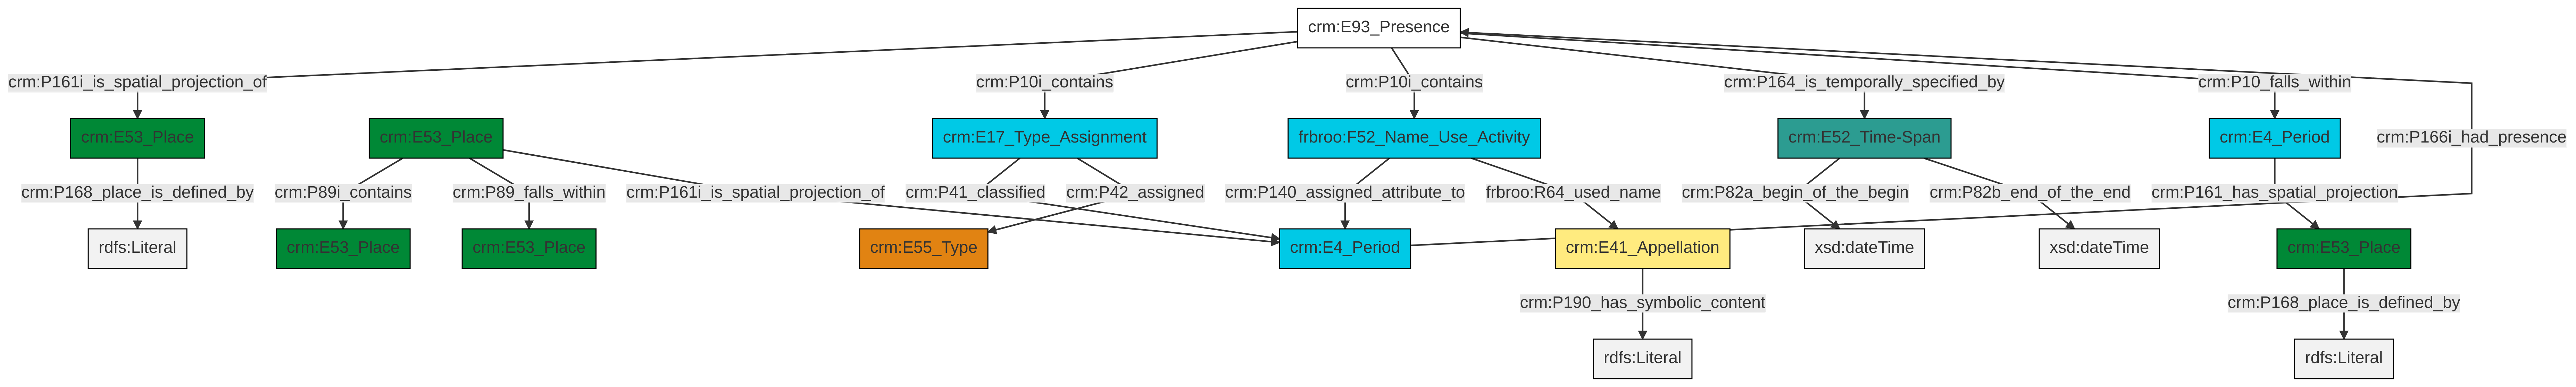 crm:E93_Presence
crm:P161i_is_spatial_projection_of
crm:P10i_contains
crm:P10i_contains
crm:P164_is_temporally_specified_by
crm:P10_falls_within
crm:E53_Place
crm:E53_Place
crm:E17_Type_Assignment
frbroo:F52_Name_Use_Activity
crm:E52_Time-Span
crm:E4_Period
crm:P166i_had_presence
crm:P168_place_is_defined_by
crm:P89i_contains
crm:P89_falls_within
crm:P161i_is_spatial_projection_of
crm:P41_classified
crm:P42_assigned
crm:P140_assigned_attribute_to
frbroo:R64_used_name
crm:P82a_begin_of_the_begin
crm:P82b_end_of_the_end
crm:P161_has_spatial_projection
rdfs:Literal
crm:E53_Place
crm:E53_Place
crm:E55_Type
crm:E4_Period
crm:E41_Appellation
xsd:dateTime
xsd:dateTime
crm:E53_Place
crm:P190_has_symbolic_content
crm:P168_place_is_defined_by
rdfs:Literal
rdfs:Literal